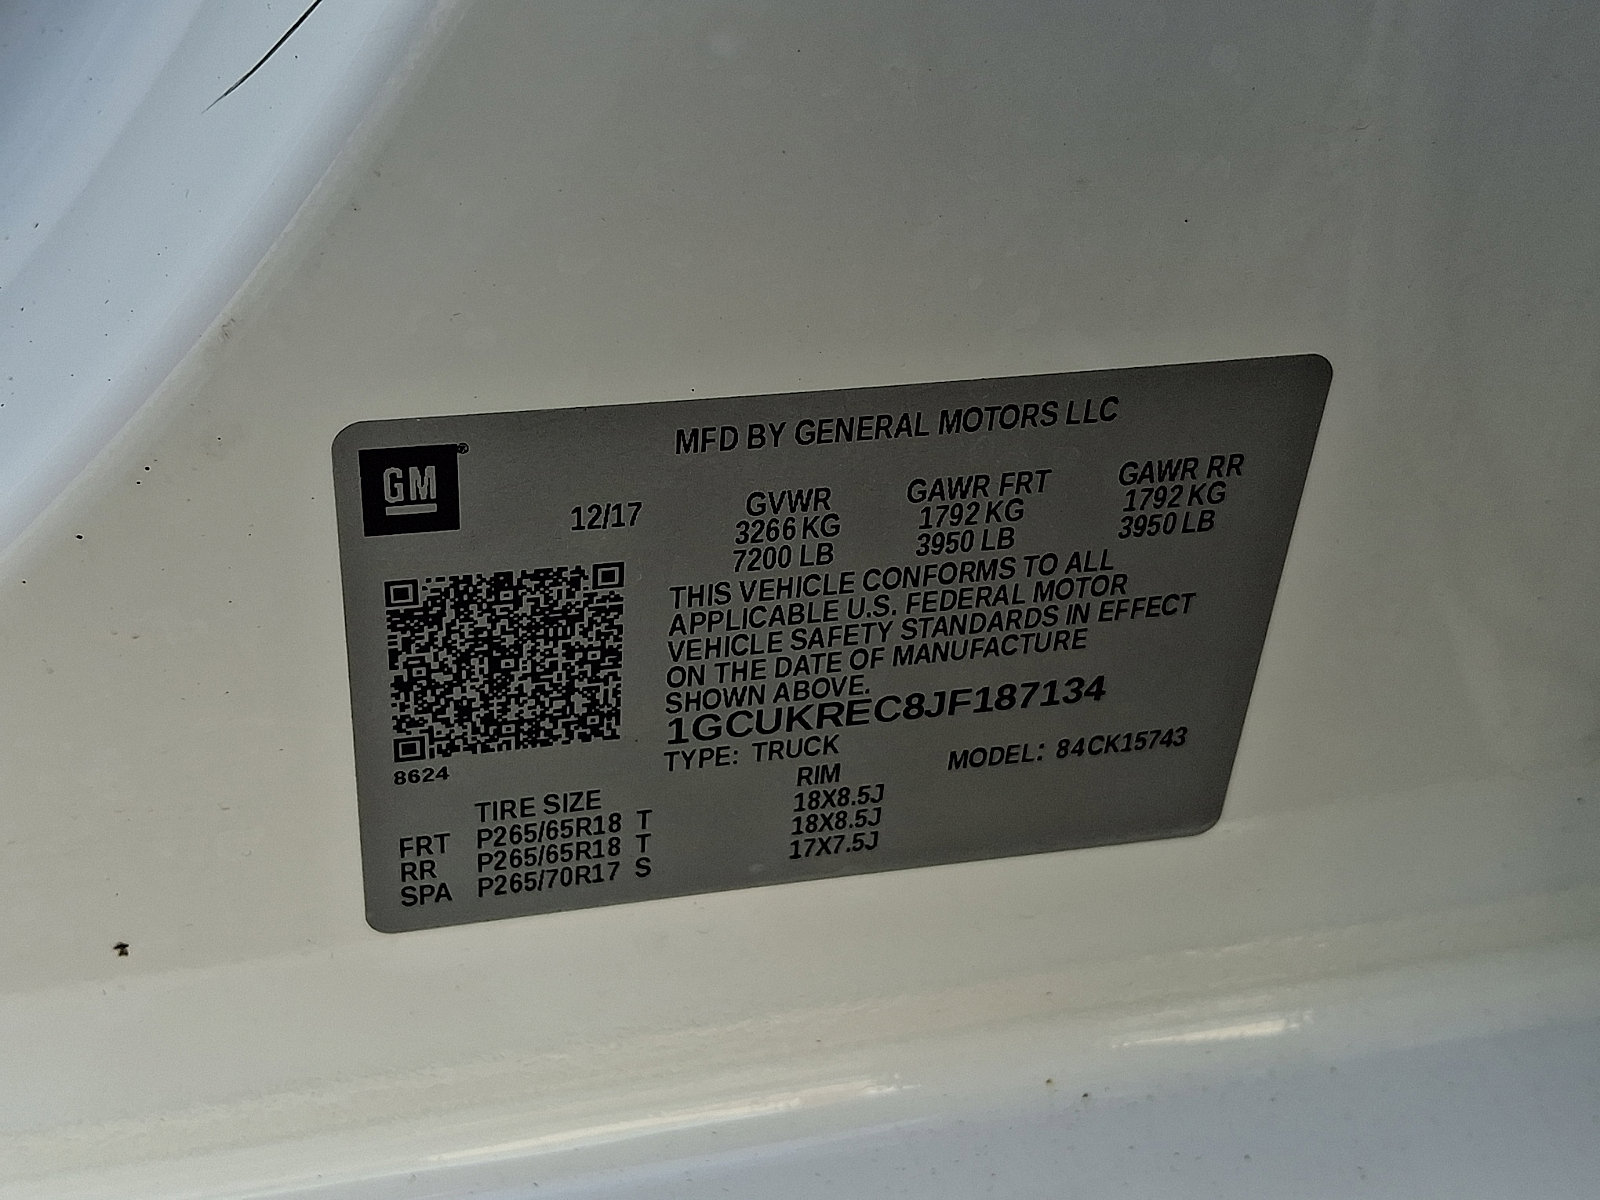 MFD BY GENERAL MOTORS LLC
GM®
12/17 GVWR GAWR FRT GAWR RR
3266 KG 1792 KG 1792 KG
7200 LB 3950 LB 3950 LB
THIS VEHICLE CONFORMS TO ALL
APPLICABLE U.S. FEDERAL MOTOR
VEHICLE SAFETY STANDARDS IN EFFECT
ON THE DATE OF MANUFACTURE
SHOWN ABOVE.
1GCUKREC8JF187134
TYPE: TRUCK MODEL: 84CK15743
8624
TIRE SIZE RIM
FRT P265/65R18 T 18X8.5J
RR P265/65R18 T 18X8.5J
SPA P265/70R17 S 17X7.5J